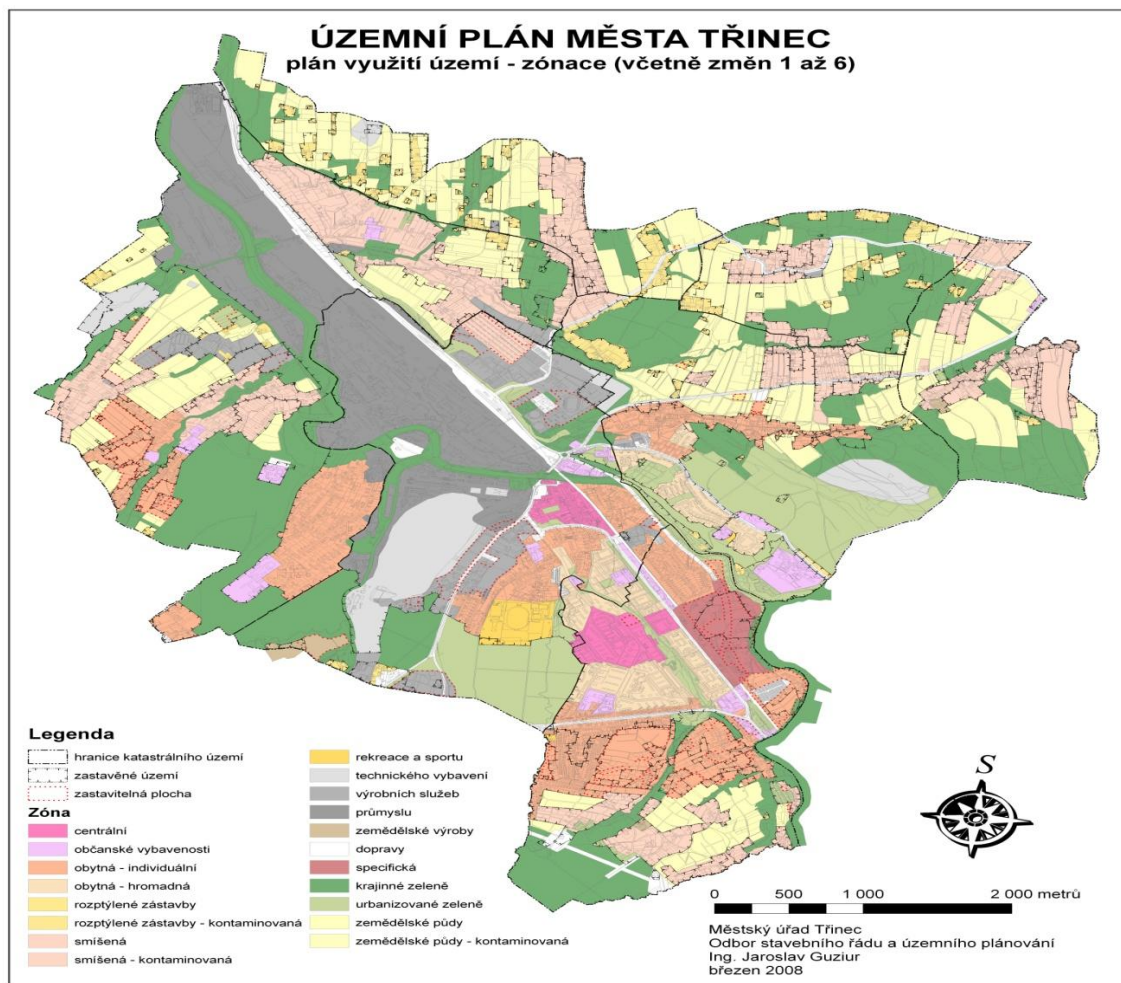 ÚZEMNÍ PLÁN MĚSTA TŘINEC
plán využití území - zónace (včetně změn 1 až 6)
Legenda
hranice katastrálního území
zastavěné území
zastavitelná plocha
Zóna
centrální
občanské vybavenosti
obytná - individuální
obytná - hromadná
rozptýlené zástavby
rozptýlené zástavby - kontaminovaná
smíšená
smíšená - kontaminovaná
rekreace a sportu
technického vybavení
výrobních služeb
průmyslu
zemědělské výroby
dopravy
specifická
krajinné zeleně
urbanizované zeleně
zemědělské půdy
zemědělské půdy - kontaminovaná
S
0 500 1 000 2 000 metrů
Městský úřad Třinec
Odbor stavebního řádu a územního plánování
Ing. Jaroslav Guziur
březen 2008